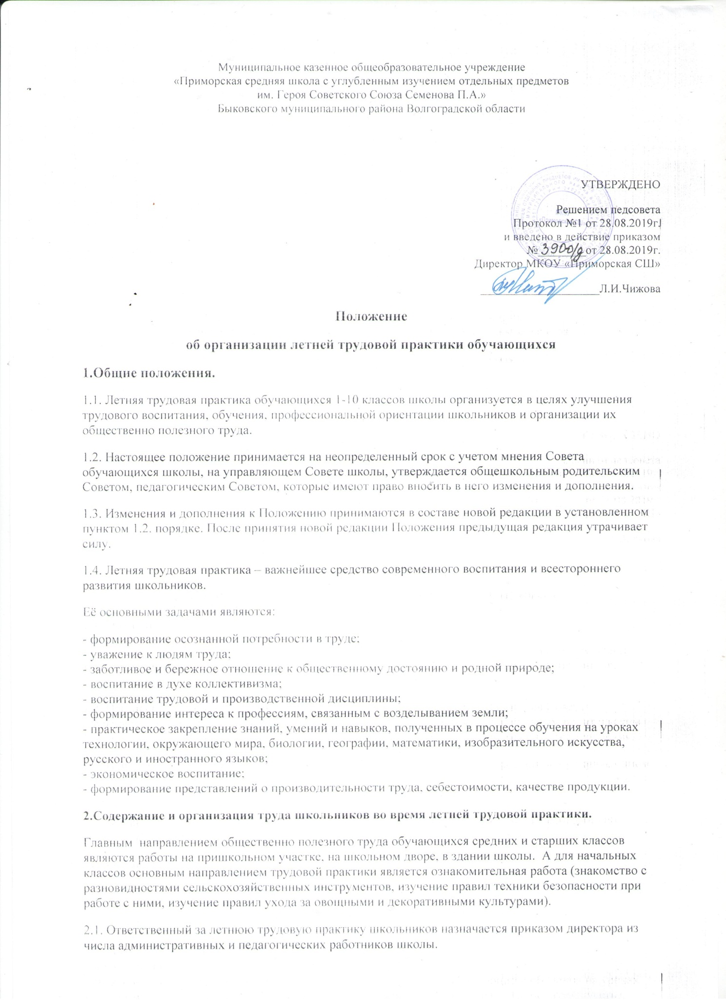 Муниципальное казенное общеобразовательное учреждение
«Приморская средняя школа с углубленным изучением отдельных предметов
им. Героя Советского Союза Семенова П.А.»
Быковского муниципального района Волгоградской области
УТВЕРЖДЕНО
Решением педсовета
Протокол №1 от 28.08.2019г.
и введено в действие приказом
№ от 28.08.2019г.
Директор МКОУ «Приморская СШ»
Л.И.Чижова
Положение
об организации летней трудовой практики обучающихся
1.Общие положения.
1.1. Летняя трудовая практика обучающихся 1-10 классов школы организуется в целях улучшения
трудового воспитания, обучения, профессиональной ориентации школьников и организации их
общественно полезного труда.
1.2. Настоящее положение принимается на неопределенный срок с учетом мнения Совета
обучающихся школы, на управляющем Совете школы, утверждается общешкольным родительским
Советом, педагогическим Советом, которые имеют право вносить в него изменения и дополнения.
1.3. Изменения и дополнения к Положению принимаются в составе новой редакции в установленном
пунктом 1.2. порядке. После принятия новой редакции Положения предыдущая редакция утрачивает
силу.
1.4. Летняя трудовая практика – важнейшее средство современного воспитания и всестороннего
развития школьников.
Её основными задачами являются:
- формирование осознанной потребности в труде;
- уважение к людям труда;
- заботливое и бережное отношение к общественному достоянию и родной природе;
- воспитание в духе коллективизма;
- воспитание трудовой и производственной дисциплины;
- формирование интереса к профессиям, связанным с возделыванием земли;
- практическое закрепление знаний, умений и навыков, полученных в процессе обучения на уроках
технологии, окружающего мира, биологии, географии, математики, изобразительного искусства,
русского и иностранного языков;
- экономическое воспитание;
- формирование представлений о производительности труда, себестоимости, качестве продукции.
2.Содержание и организация труда школьников во время летней трудовой практики.
Главным направлением общественно полезного труда обучающихся средних и старших классов
являются работы на пришкольном участке, на школьном дворе, в здании школы. А для начальных
классов основным направлением трудовой практики является ознакомительная работа (знакомство с
разновидностями сельскохозяйственных инструментов, изучение правил техники безопасности при
работе с ними, изучение правил ухода за овощными и декоративными культурами).
2.1. Ответственный за летнюю трудовую практику школьников назначается приказом директора из
числа административных и педагогических работников школы.